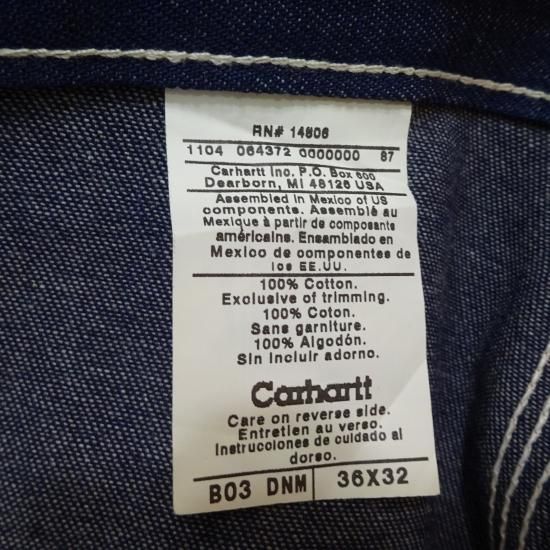 RN# 14806
1104 064372 0000000 87
Carhartt Inc. P.O. Box 600
Dearborn, MI 48126 USA
Assembled in Mexico of US
components. Assemblé au
Mexique à partir de composants
américains. Ensamblado en
Mexico de componentes de
los EE.UU.
100% Cotton.
Exclusive of trimming.
100% Coton.
Sans garniture.
100% Algodón.
Sin incluir adorno.
Carhartt
Care on reverse side.
Entretien au verso.
Instrucciones de cuidado al
dorso.
B03 DNM 36X32